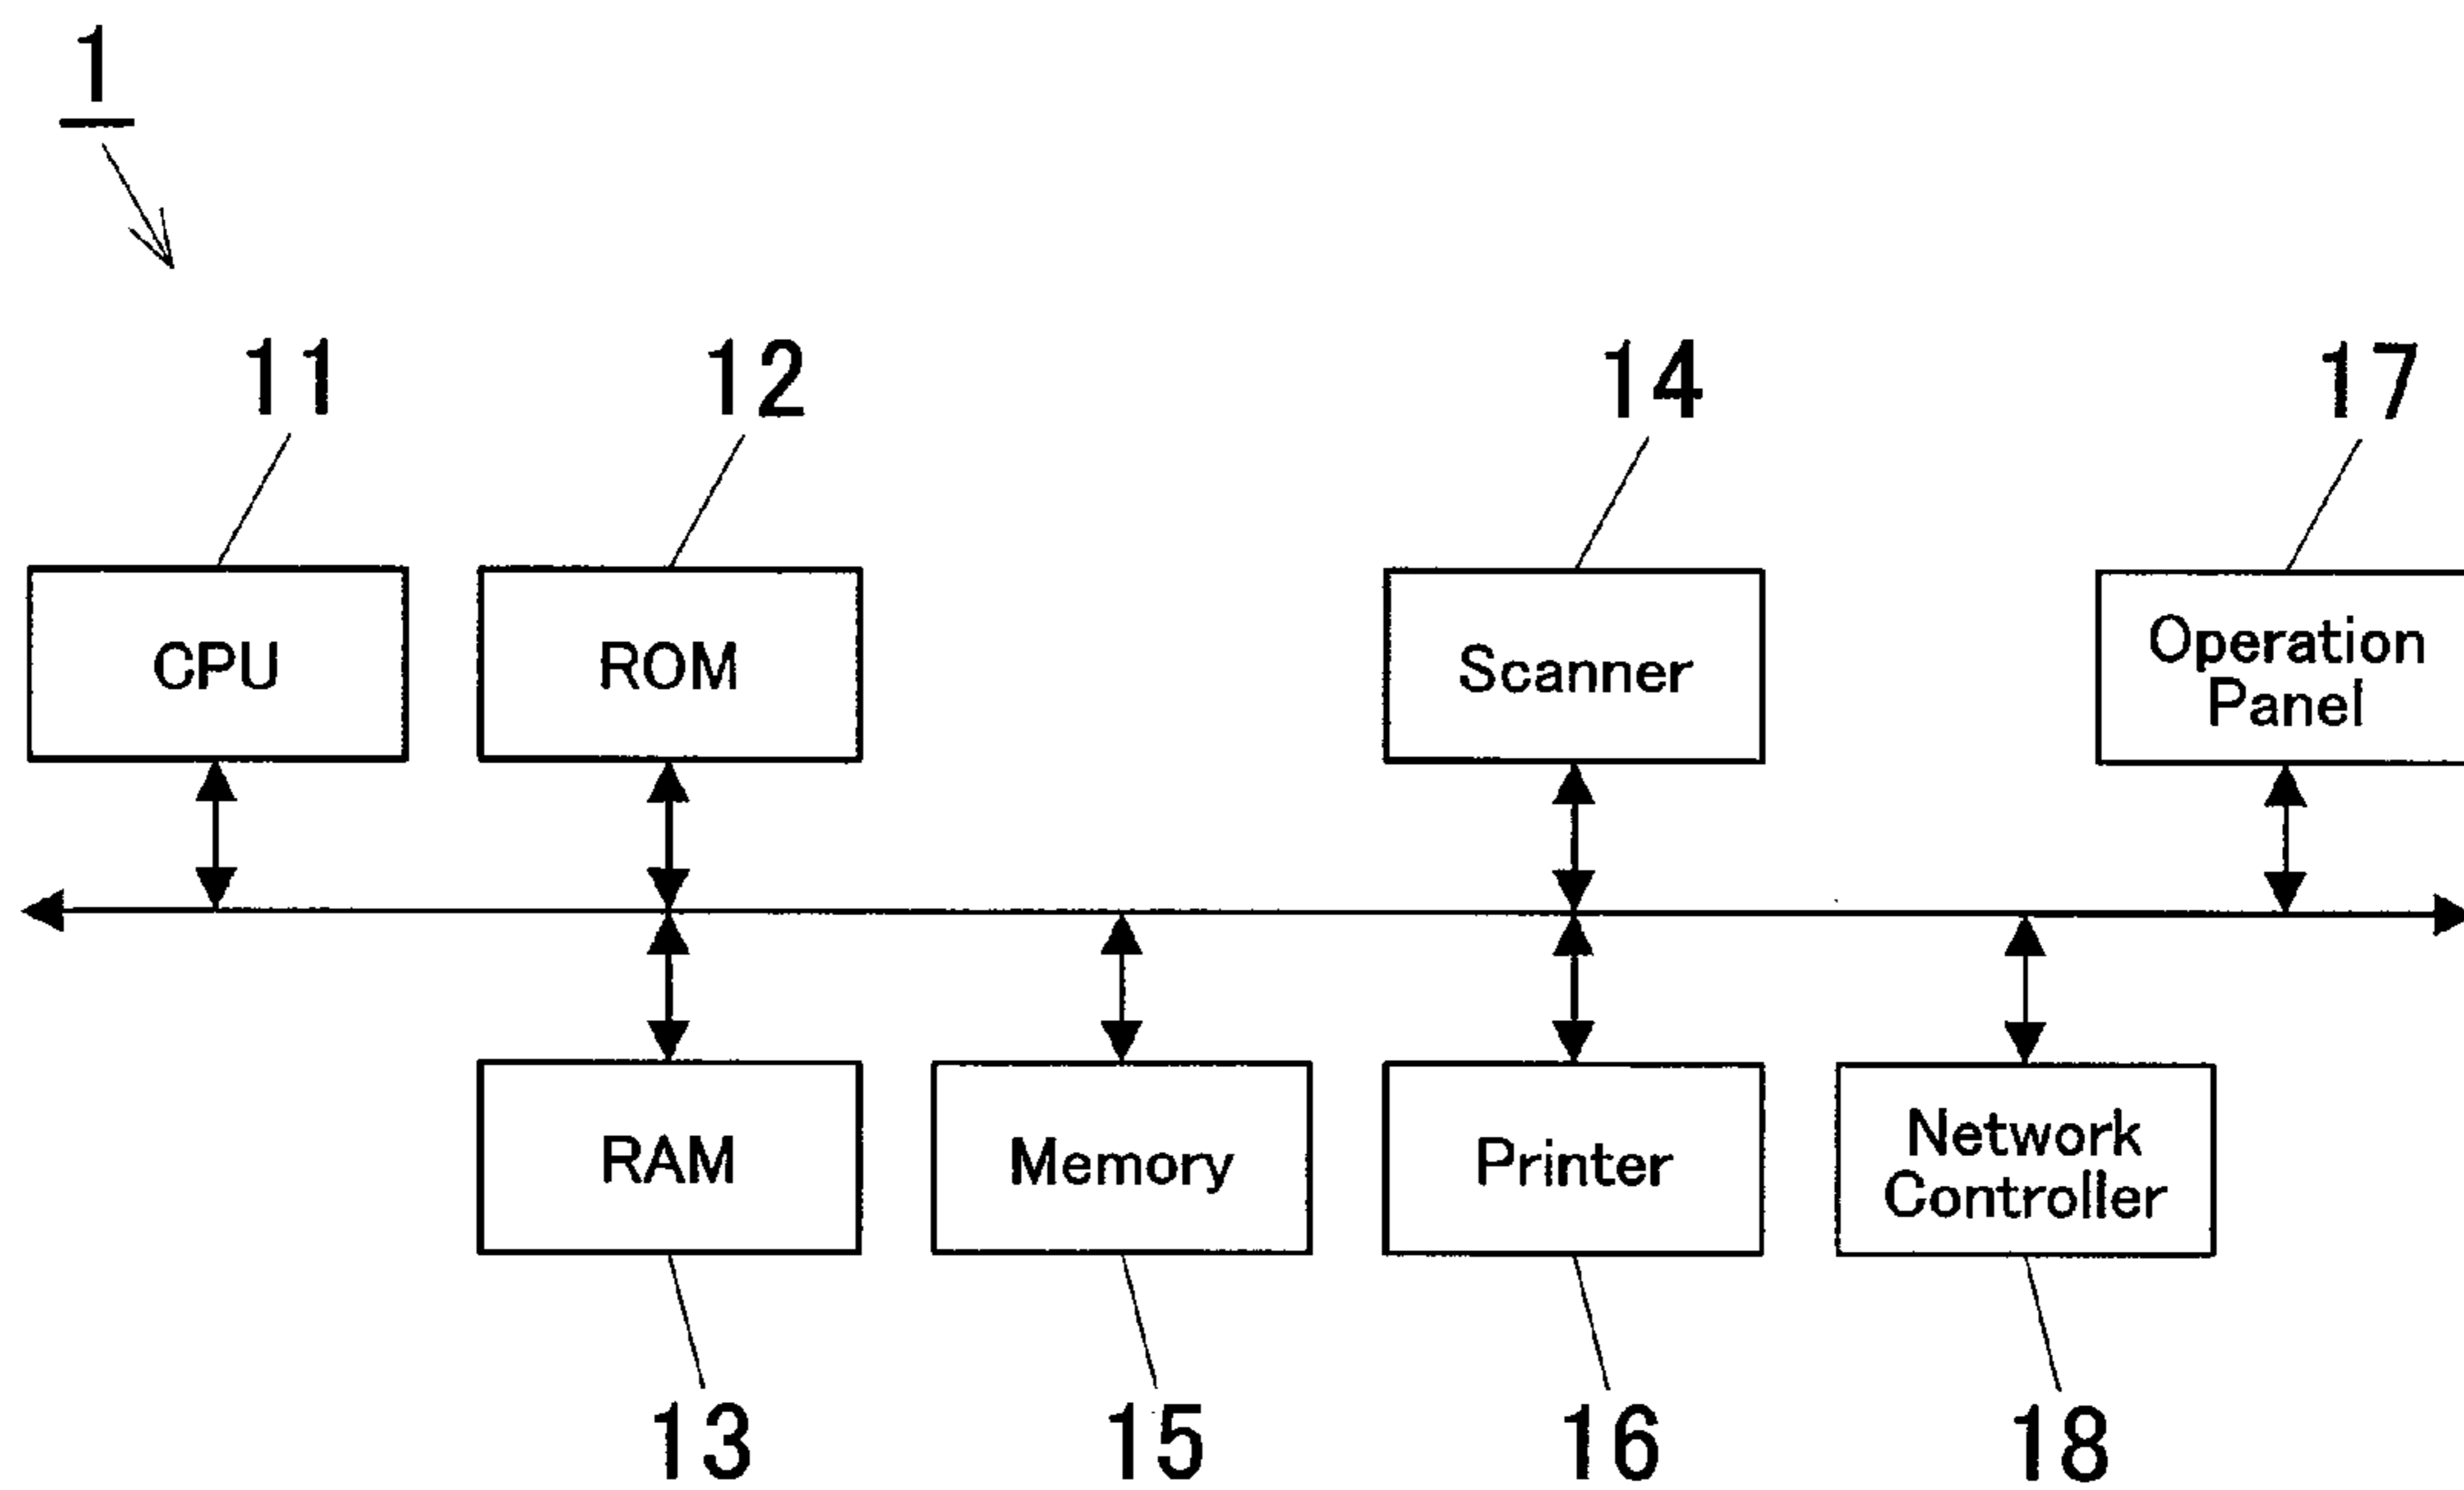 1
11
12
14
17
CPU
ROM
Scanner
Operation
Panel
RAM
Memory
Printer
Network
Controller
13
15
16
18